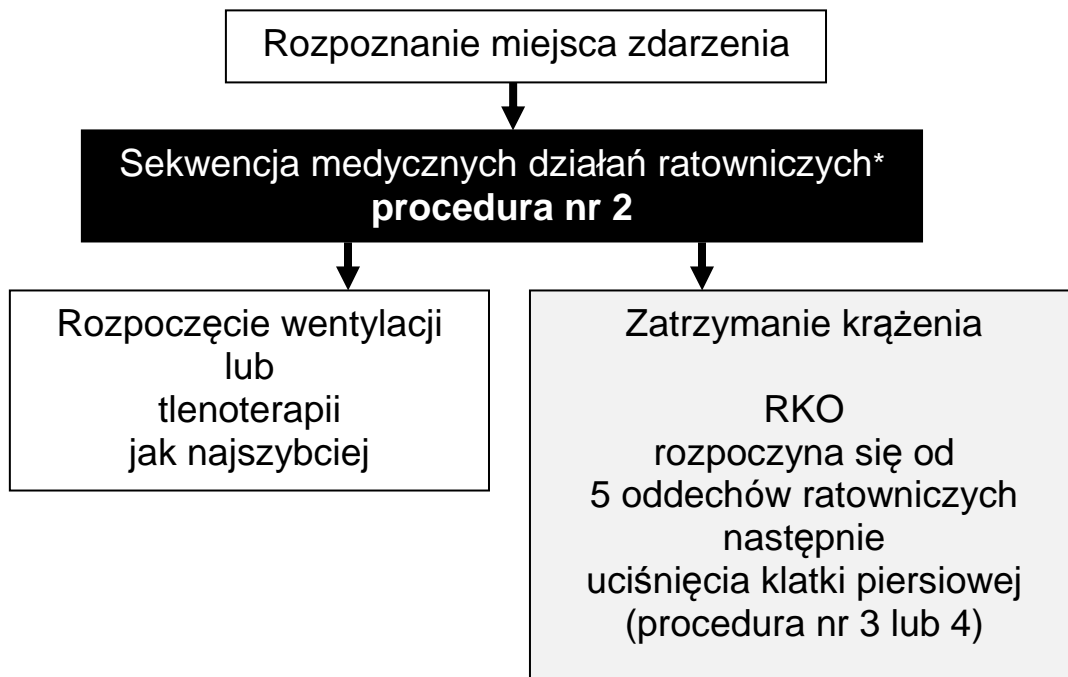 Rozpoznanie miejsca zdarzenia
Sekwencja medycznych działań ratowniczych*
procedura nr 2
Rozpoczęcie wentylacji
lub
tlenoterapii
jak najszybciej
Zatrzymanie krążenia
RKO
rozpoczyna się od
5 oddechów ratowniczych
następnie
uciśnięcia klatki piersiowej
(procedura nr 3 lub 4)